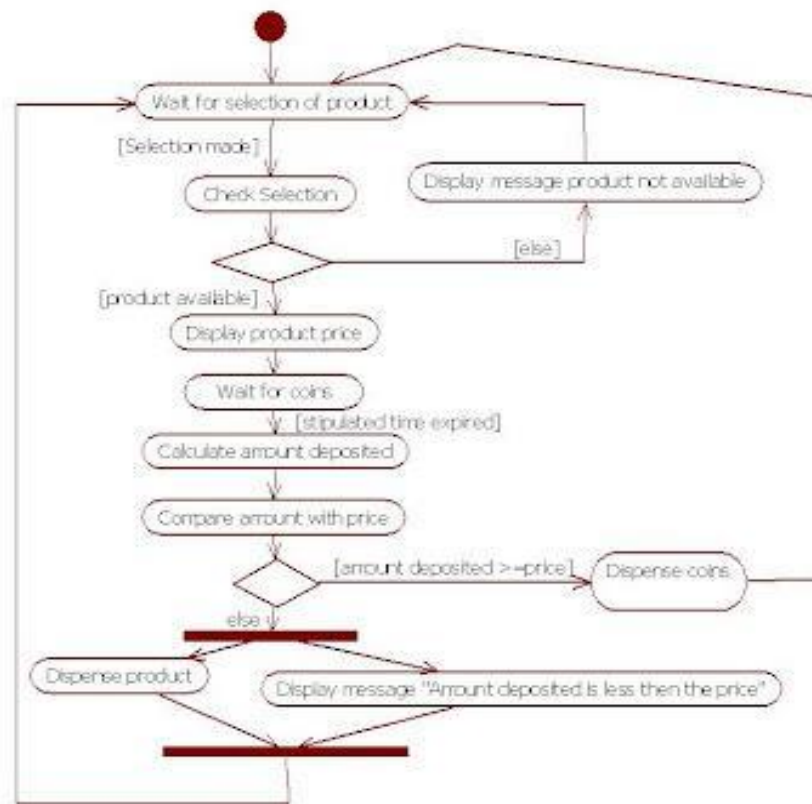 Wait for selection of product
[Selection made]
Check Selection
Display message product not available
[else]
[product available]
Display product price
Wait for coins
[stipulated time expired]
Calculate amount deposited
Compare amount with price
[amount deposited >=price]
Dispense coins
else
Dispense product
Display message "Amount deposited is less then the price"